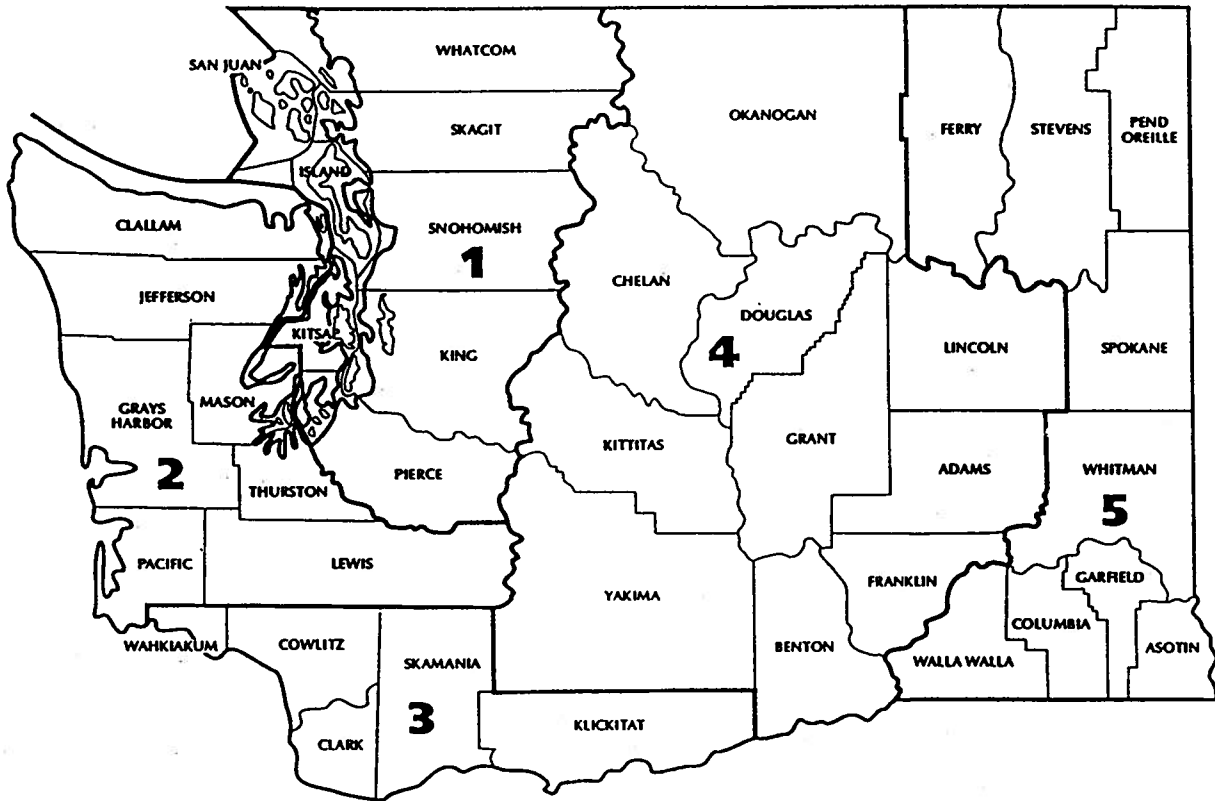 WHATCOM
SAN JUAN
OKANOGAN
SKAGIT
FERRY
STEVENS
PEND
OREILLE
ISLAND
CLALLAM
SNOHOMISH
1
CHELAN
JEFFERSON
DOUGLAS
KITSAP
KING
4
LINCOLN
SPOKANE
MASON
GRAYS
HARBOR
KITTITAS
GRANT
2
PIERCE
ADAMS
WHITMAN
THURSTON
5
PACIFIC
LEWIS
FRANKLIN
GARFIELD
YAKIMA
COLUMBIA
WAHKIAKUM
COWLITZ
SKAMANIA
BENTON
WALLA WALLA
ASOTIN
3
KLICKITAT
CLARK